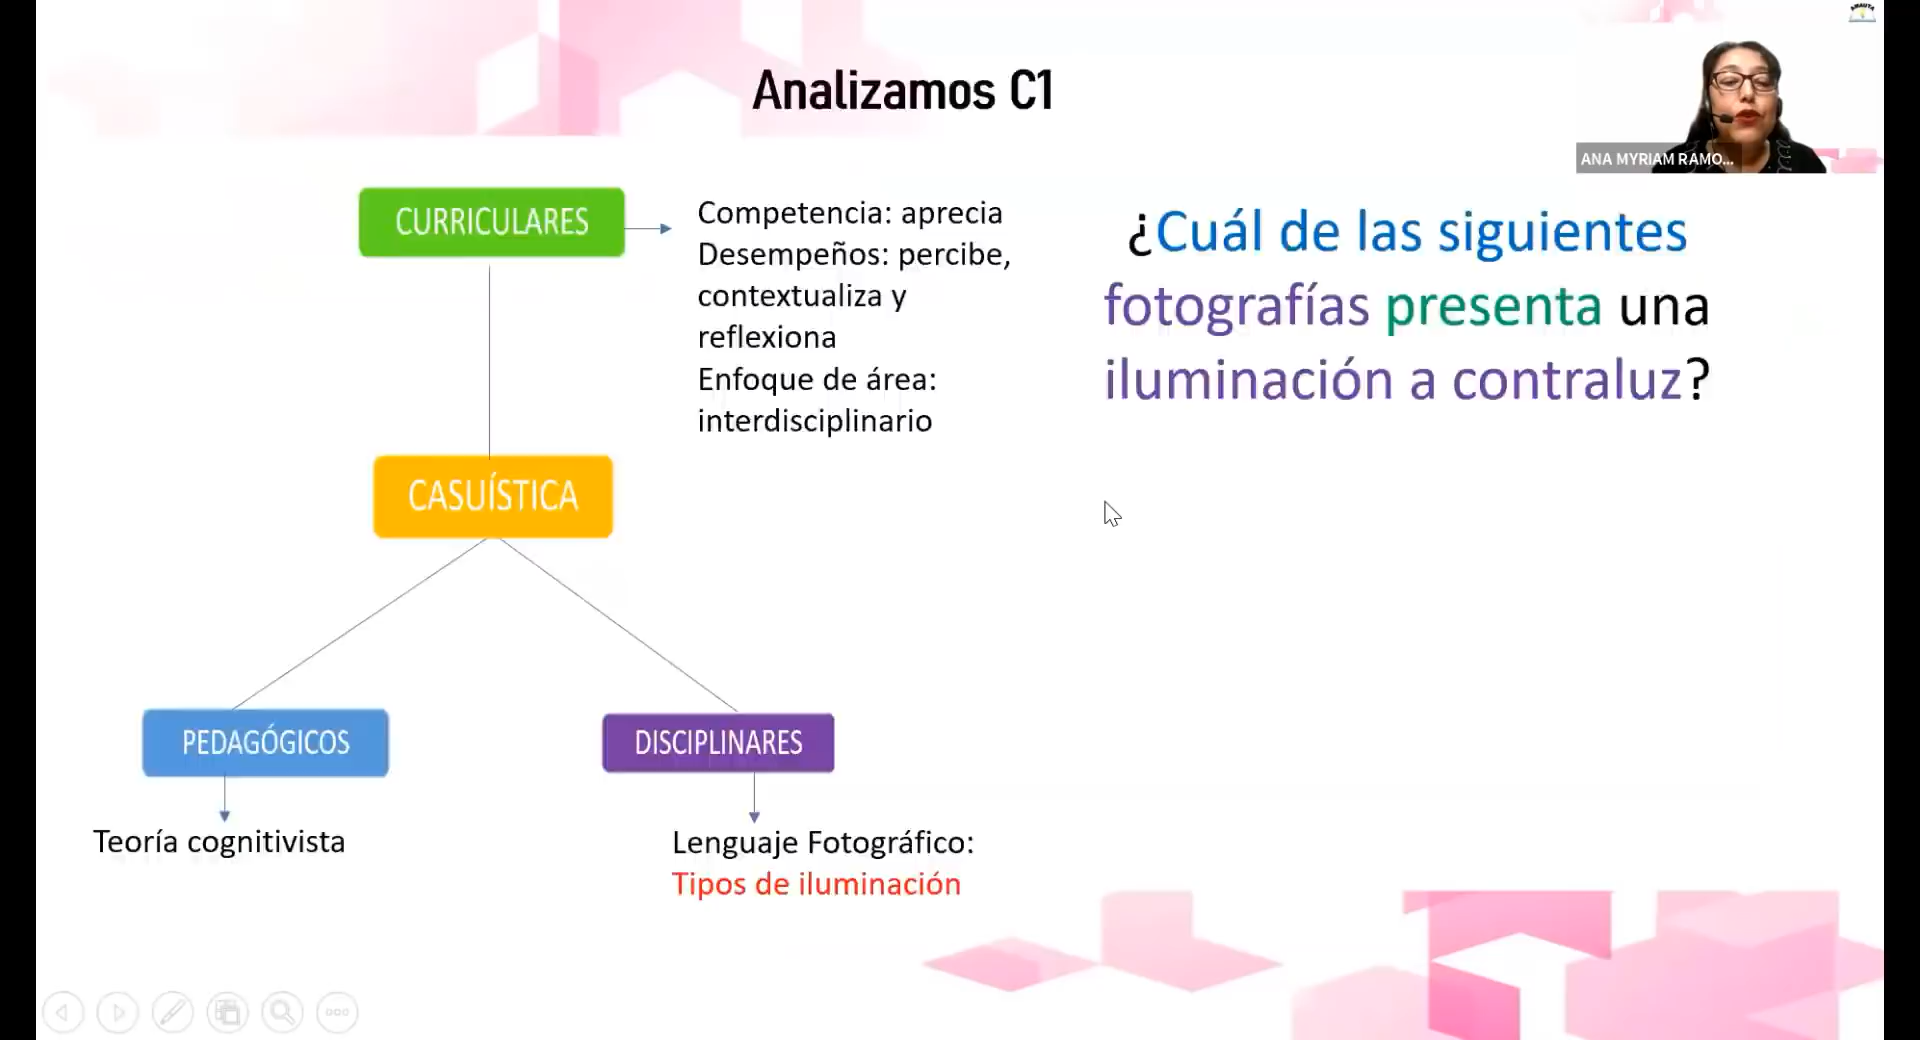 AMAUTA
Analizamos C1
ANA MYRIAM RAMO...
CURRICULARES
Competencia: aprecia
Desempeños: percibe,
contextualiza y
reflexiona
Enfoque de área:
interdisciplinario
¿Cuál de las siguientes
fotografías presenta una
iluminación a contraluz?
CASUÍSTICA
PEDAGÓGICOS
DISCIPLINARES
Teoría cognitivista
Lenguaje Fotográfico:
Tipos de iluminación